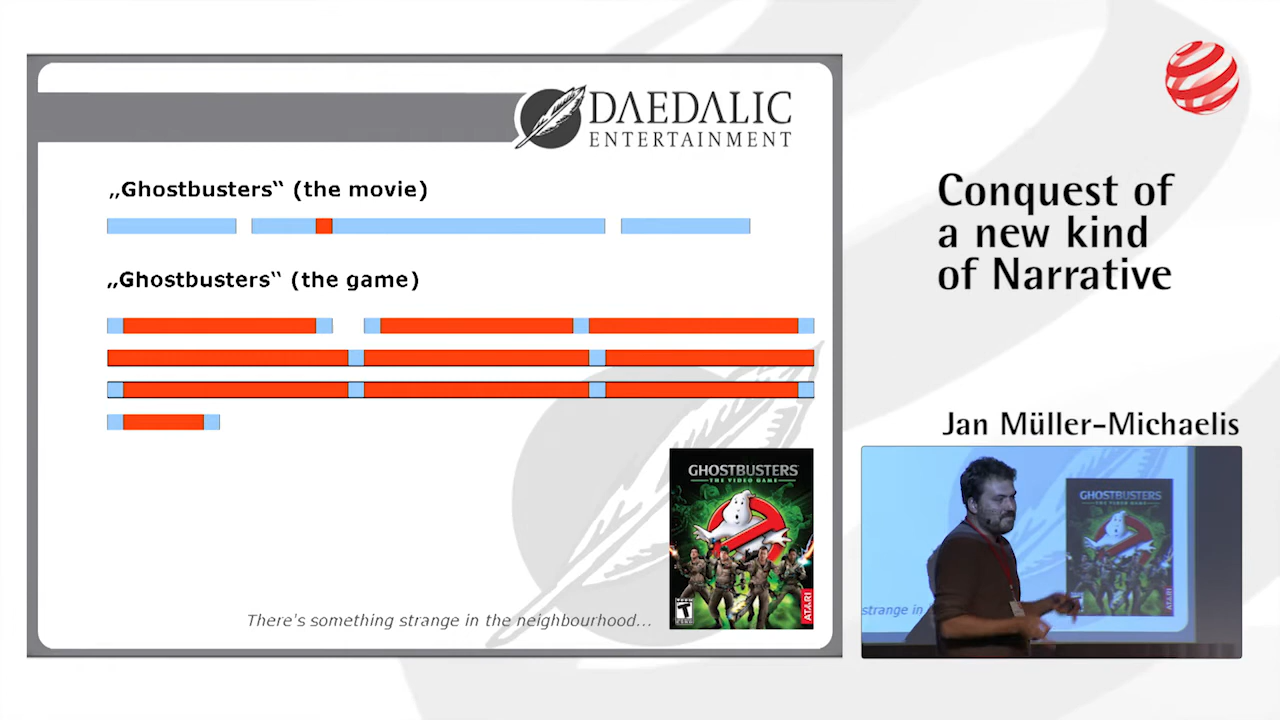 DAEDALIC
ENTERTAINMENT
„Ghostbusters“ (the movie)
„Ghostbusters“ (the game)
GHOSTBUSTERS
THE VIDEO GAME
T
ATARI
There's something strange in the neighbourhood...
Conquest of
a new kind
of Narrative
Jan Müller-Michaelis
GHOSTBUSTERS
THE VIDEO GAME
ATARI
strange in